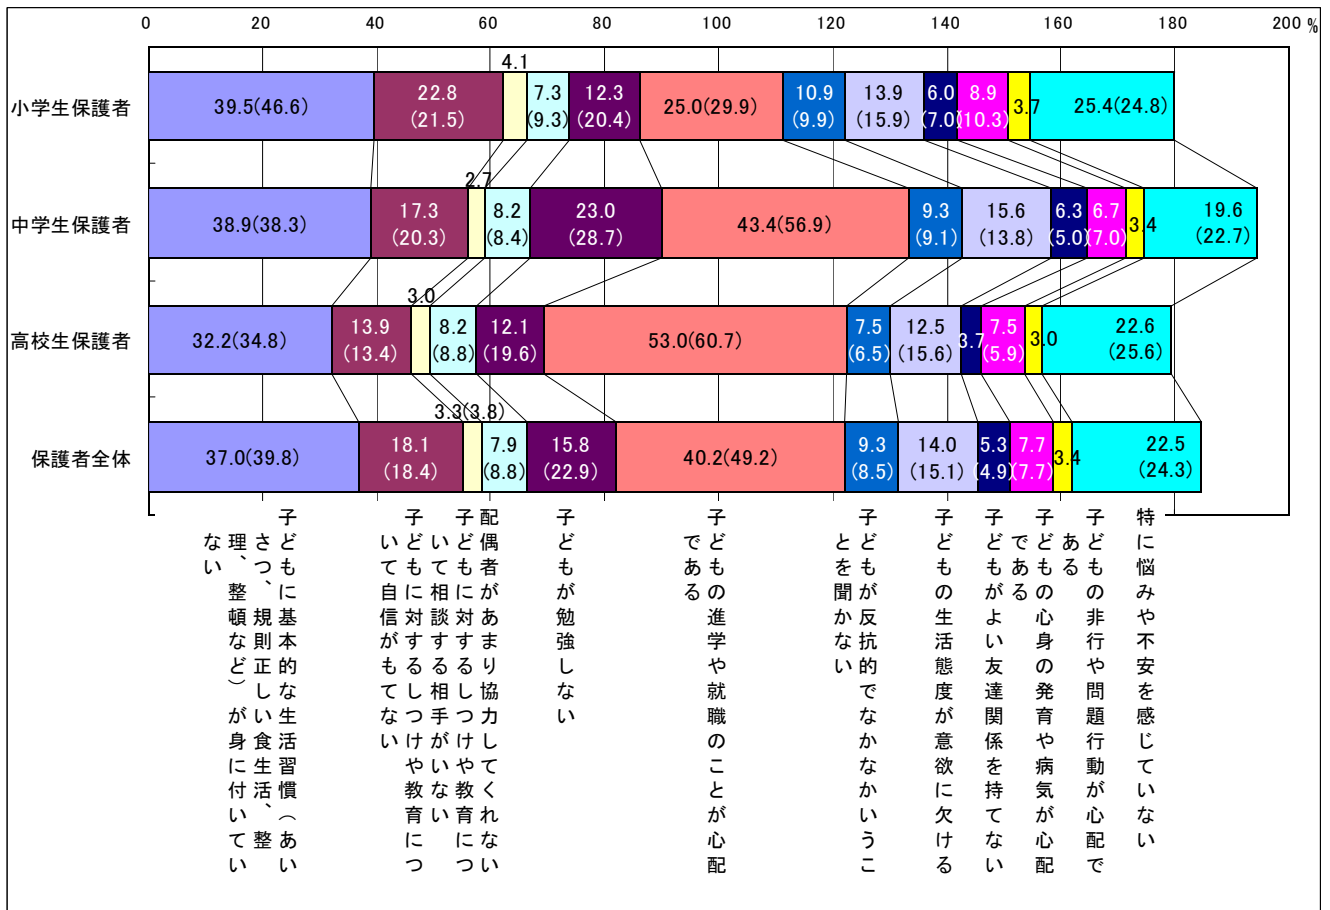 0 20 40 60 80 100 120 140 160 180 200 %
4.1
小学生保護者 39.5(46.6) 22.8 7.3 12.3 25.0(29.9) 10.9 13.9 6.0 8.9 3.7 25.4(24.8)
(21.5) (9.3) (20.4) (9.9) (15.9) (7.0) (10.3)
2.7
中学生保護者 38.9(38.3) 17.3 8.2 23.0 43.4(56.9) 9.3 15.6 6.3 6.7 3.4 19.6
(20.3) (8.4) (28.7) (9.1) (13.8) (5.0) (7.0) (22.7)
3.0
高校生保護者 32.2(34.8) 13.9 8.2 12.1 53.0(60.7) 7.5 12.5 3.7 7.5 3.0 22.6
(13.4) (8.8) (19.6) (6.5) (15.6) (5.9) (25.6)
3.3(3.8)
保護者全体 37.0(39.8) 18.1 7.9 15.8 40.2(49.2) 9.3 14.0 5.3 7.7 3.4 22.5
(18.4) (8.8) (22.9) (8.5) (15.1) (4.9) (7.7) (24.3)
子どもに基本的な生活習慣(あい
さつ、規則正しい食生活、整
理、整頓など)が身に付いてい
ない
子どもに対するしつけや教育につ
いて自信がもてない
子どもに対するしつけや教育につ
いて相談する相手がいない
配偶者があまり協力してくれない
子どもが勉強しない
子どもの進学や就職のことが心配
である
子どもが反抗的でなかなかいうこ
とを聞かない
子どもの生活態度が意欲に欠ける
子どもがよい友達関係を持てない
子どもの心身の発育や病気が心配
である
子どもの非行や問題行動が心配で
ある
特に悩みや不安を感じていない